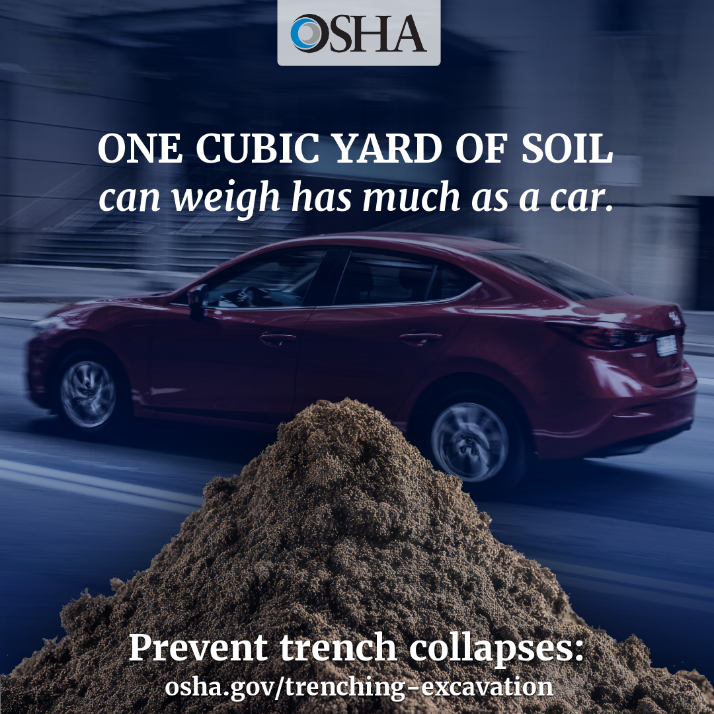 OSHA
ONE CUBIC YARD OF SOIL
can weigh has much as a car.
Prevent trench collapses:
osha.gov/trenching-excavation